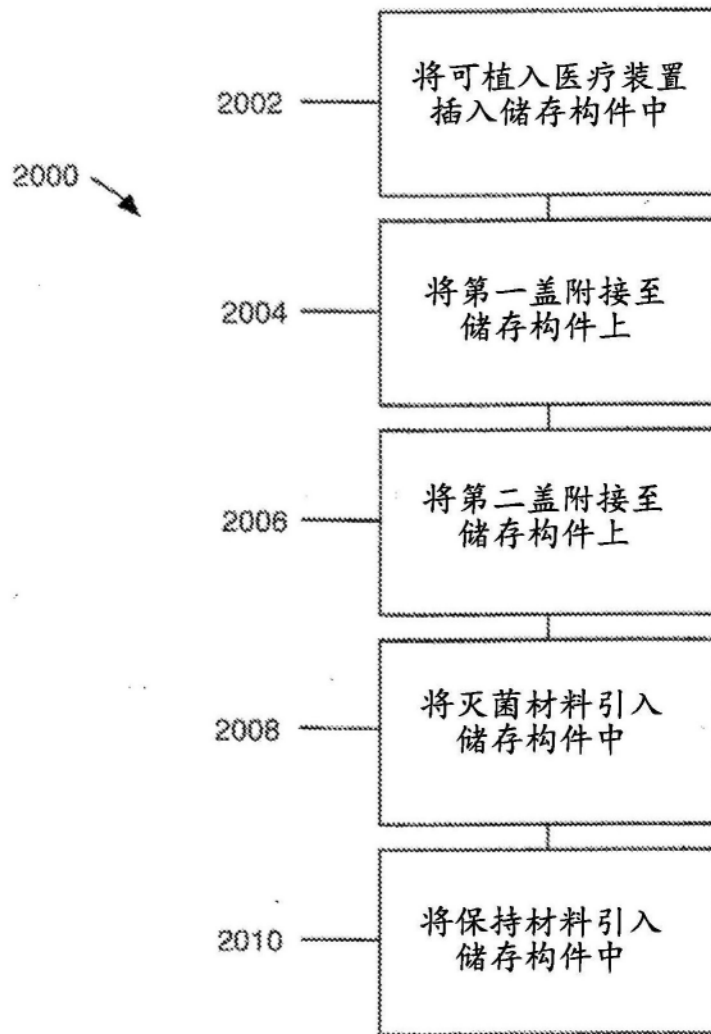 2000
2002
将可植入医疗装置
插入储存构件中
2004
将第一盖附接至
储存构件上
2006
将第二盖附接至
储存构件上
2008
将灭菌材料引入
储存构件中
2010
将保持材料引入
储存构件中